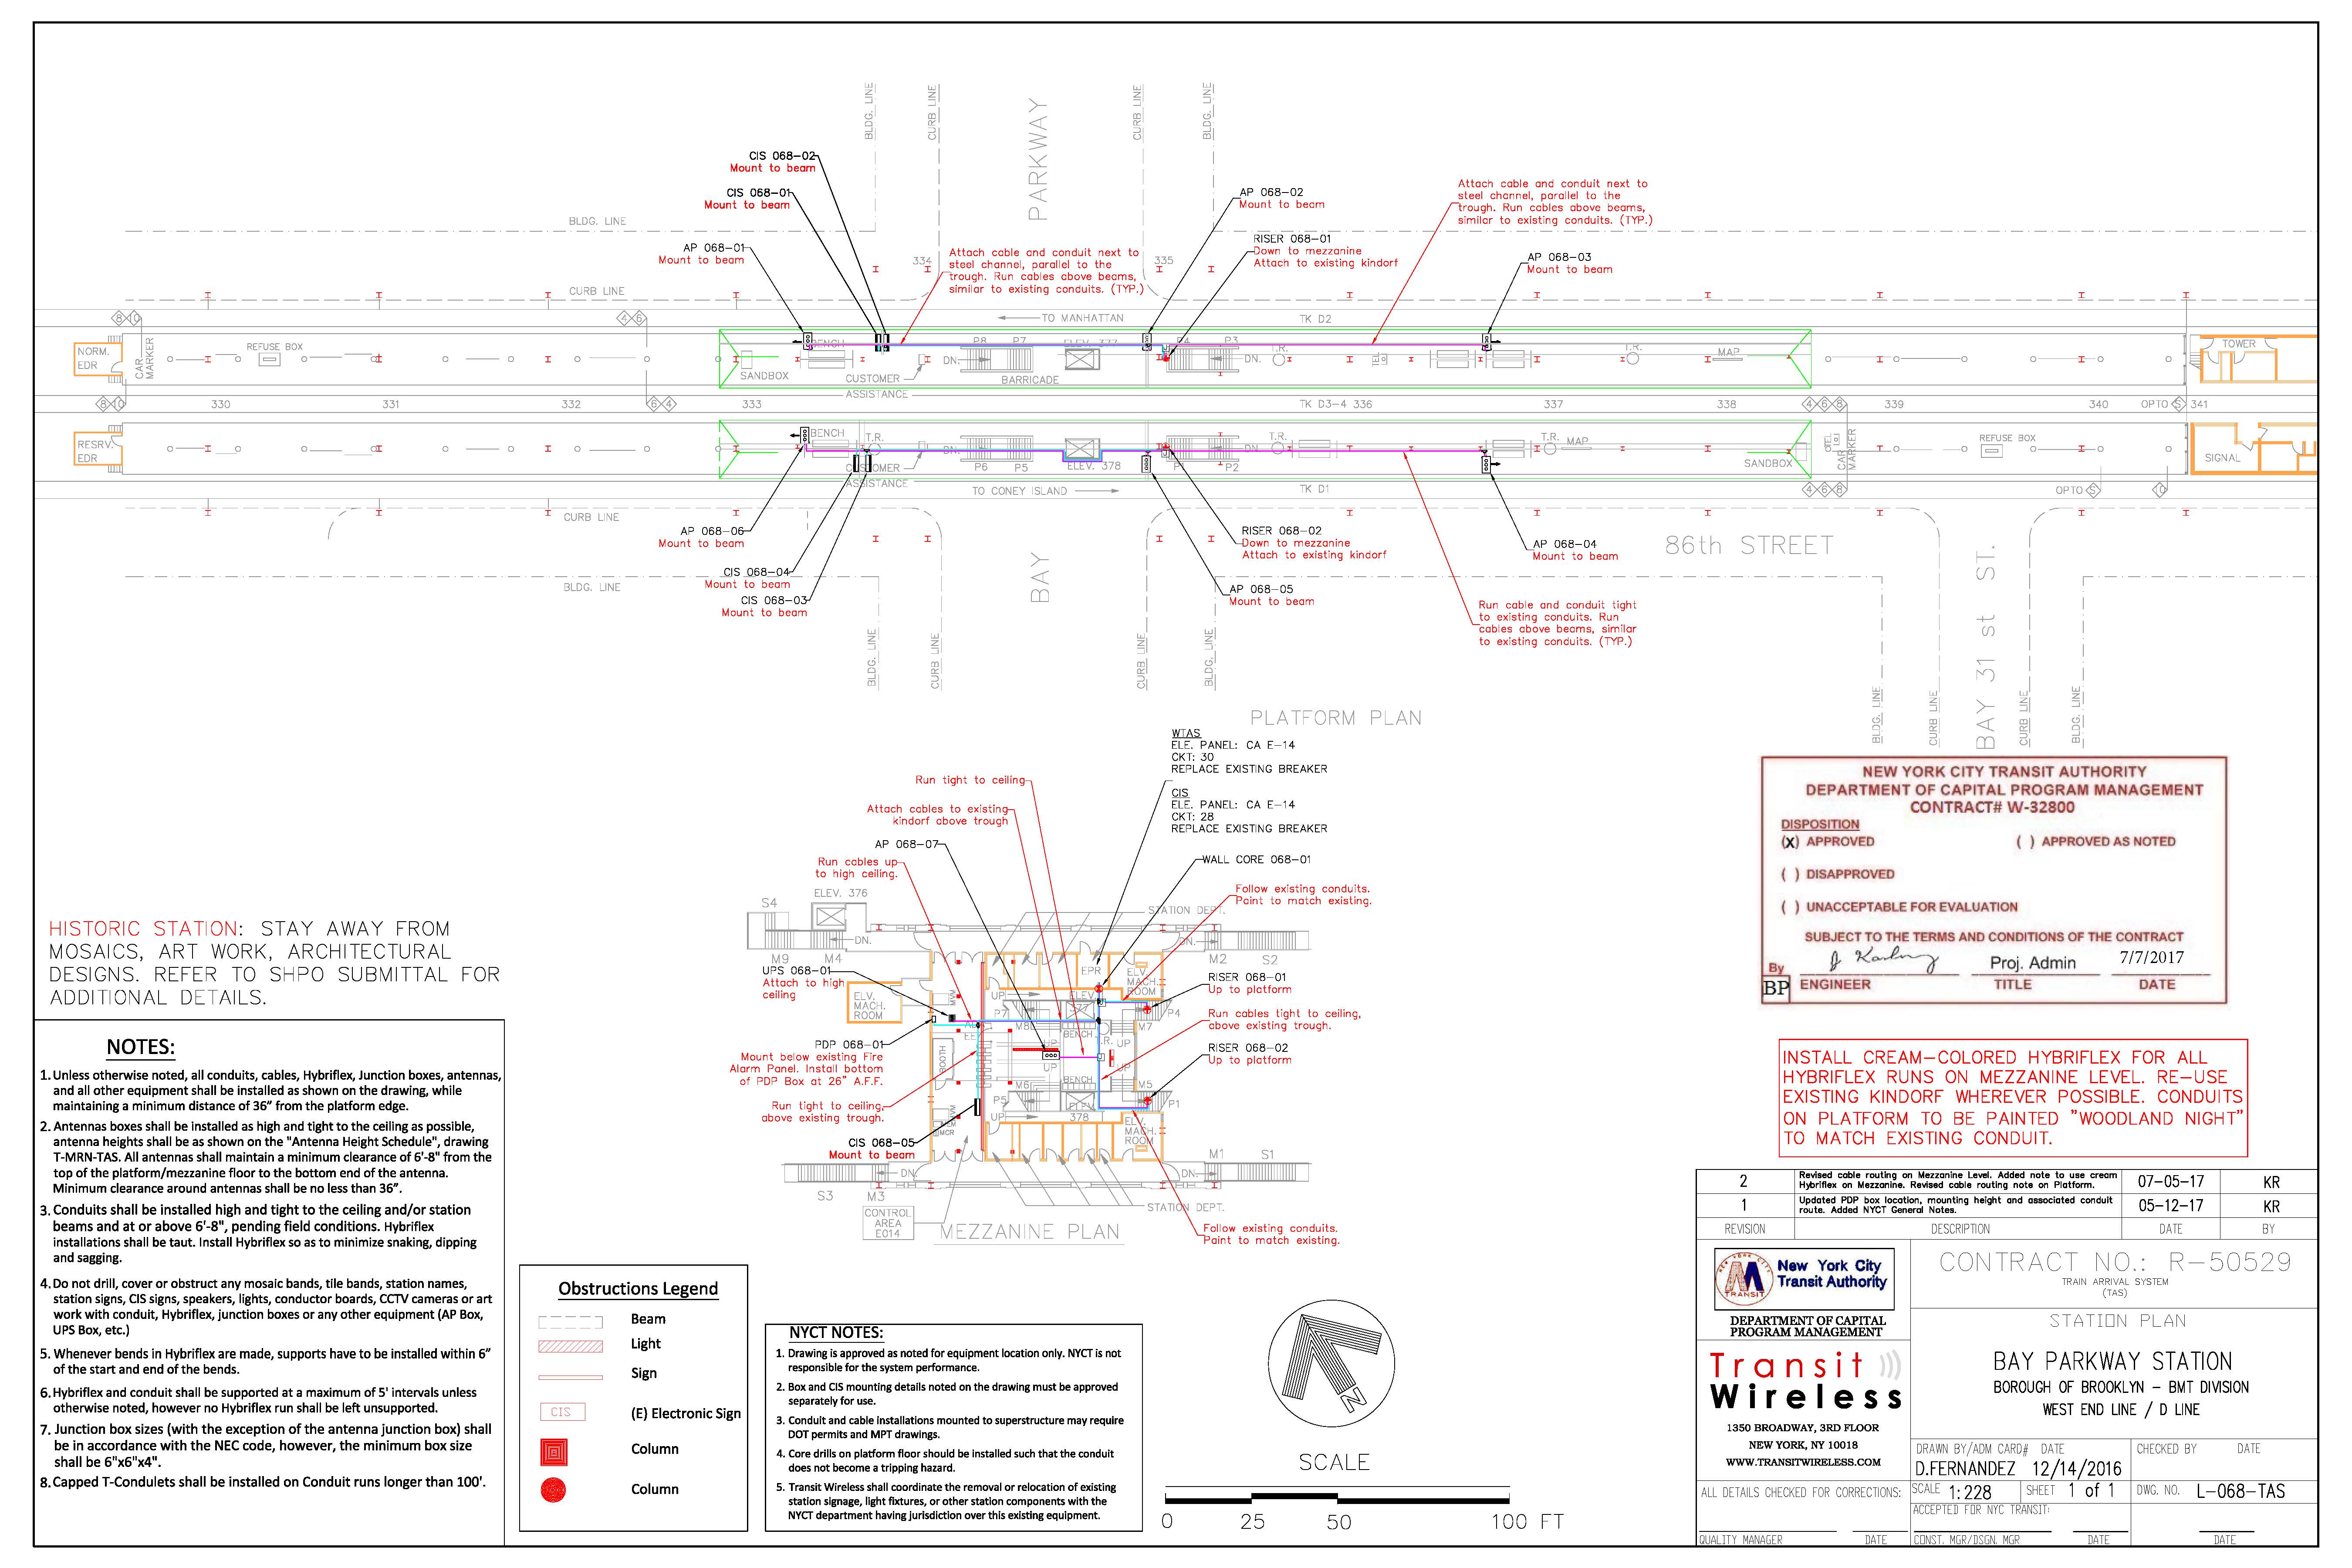 BLDG. LINE
CURB LINE
PARKWAY
CURB LINE
BLDG. LINE
CIS 068-02
Mount to beam
CIS 068-01
Mount to beam
AP 068-01
Mount to beam
BLDG. LINE
CURB LINE
334
Attach cable and conduit next to
steel channel, parallel to the
trough. Run cables above beams,
similar to existing conduits. (TYP.)
335
AP 068-02
Mount to beam
RISER 068-01
Down to mezzanine
Attach to existing kindorf
Attach cable and conduit next to
steel channel, parallel to the
trough. Run cables above beams,
similar to existing conduits. (TYP.)
AP 068-03
Mount to beam
8 10
4 6
TO MANHATTAN
TK D2
NORM.
EDR
CAR
MARKER
REFUSE BOX
BENCH
SANDBOX
CUSTOMER
ASSISTANCE
DN.
P8
P7
ELEV. 377
BARRICADE
P4
P3
DN.
T.R.
TEL
T.R.
MAP
TOWER
8 10
330
331
332
6 4
333
TK D3-4
336
337
338
4 6 8
339
340
OPTO S
341
RESRV.
EDR
BENCH
T.R.
CUSTOMER
ASSISTANCE
DN.
P6
P5
ELEV. 378
DN.
P1
P2
T.R.
T.R.
MAP
SANDBOX
TEL
CAR
MARKER
REFUSE BOX
SIGNAL
TO CONEY ISLAND
TK D1
4 6 8
OPTO S
10
CURB LINE
BLDG. LINE
AP 068-06
Mount to beam
CIS 068-04
Mount to beam
CIS 068-03
Mount to beam
BLDG. LINE
CURB LINE
BAY
CURB LINE
BLDG. LINE
RISER 068-02
Down to mezzanine
Attach to existing kindorf
AP 068-05
Mount to beam
AP 068-04
Mount to beam
Run cable and conduit tight
to existing conduits. Run
cables above beams, similar
to existing conduits. (TYP.)
86th STREET
BLDG. LINE
CURB LINE
BAY 31 st ST.
CURB LINE
BLDG. LINE
PLATFORM PLAN
WTAS
ELE. PANEL: CA E-14
CKT: 30
REPLACE EXISTING BREAKER
CIS
ELE. PANEL: CA E-14
CKT: 28
REPLACE EXISTING BREAKER
Run tight to ceiling
Attach cables to existing
kindorf above trough
AP 068-07
Run cables up
to high ceiling.
WALL CORE 068-01
Follow existing conduits.
Paint to match existing.
ELEV. 376
S4
DN.
M9
M4
STATION DEPT.
DN.
M2
S2
UPS 068-01
Attach to high
ceiling
ELV.
MACH.
ROOM
MVM
EPR
ELV.
MACH.
ROOM
RISER 068-01
Up to platform
UP
P7
ELEV.
377
P4
M8
BENCH
M7
T.R.
UP
Run cables tight to ceiling,
above existing trough.
PDP 068-01
Mount below existing Fire
Alarm Panel. Install bottom
of PDP Box at 26" A.F.F.
BOOTH
UP
UP
UP
RISER 068-02
Up to platform
Run tight to ceiling,
above existing trough.
M6
BENCH
M5
P5
UP
ELEV.
378
P1
MVM
MEM
MCR
ELV.
MACH.
ROOM
CIS 068-05
Mount to beam
DN.
S3
M3
M1
S1
DN.
STATION DEPT.
CONTROL
AREA
E014
MEZZANINE PLAN
Follow existing conduits.
Paint to match existing.
NEW YORK CITY TRANSIT AUTHORITY
DEPARTMENT OF CAPITAL PROGRAM MANAGEMENT
CONTRACT# W-32800
DISPOSITION
(X) APPROVED
( ) APPROVED AS NOTED
( ) DISAPPROVED
( ) UNACCEPTABLE FOR EVALUATION
SUBJECT TO THE TERMS AND CONDITIONS OF THE CONTRACT
By
Proj. Admin
7/7/2017
BP
ENGINEER
TITLE
DATE
HISTORIC STATION: STAY AWAY FROM
MOSAICS, ART WORK, ARCHITECTURAL
DESIGNS. REFER TO SHPO SUBMITTAL FOR
ADDITIONAL DETAILS.
NOTES:
1. Unless otherwise noted, all conduits, cables, Hybriflex, Junction boxes, antennas,
and all other equipment shall be installed as shown on the drawing, while
maintaining a minimum distance of 36" from the platform edge.
2. Antennas boxes shall be installed as high and tight to the ceiling as possible,
antenna heights shall be as shown on the "Antenna Height Schedule", drawing
T-MRN-TAS. All antennas shall maintain a minimum clearance of 6'-8" from the
top of the platform/mezzanine floor to the bottom end of the antenna.
Minimum clearance around antennas shall be no less than 36".
3. Conduits shall be installed high and tight to the ceiling and/or station
beams and at or above 6'-8", pending field conditions. Hybriflex
installations shall be taut. Install Hybriflex so as to minimize snaking, dipping
and sagging.
4. Do not drill, cover or obstruct any mosaic bands, tile bands, station names,
station signs, CIS signs, speakers, lights, conductor boards, CCTV cameras or art
work with conduit, Hybriflex, junction boxes or any other equipment (AP Box,
UPS Box, etc.)
5. Whenever bends in Hybriflex are made, supports have to be installed within 6"
of the start and end of the bends.
6. Hybriflex and conduit shall be supported at a maximum of 5' intervals unless
otherwise noted, however no Hybriflex run shall be left unsupported.
7. Junction box sizes (with the exception of the antenna junction box) shall
be in accordance with the NEC code, however, the minimum box size
shall be 6"x6"x4".
8. Capped T-Condulets shall be installed on Conduit runs longer than 100'.
Obstructions Legend
Beam
Light
Sign
CIS
(E) Electronic Sign
Column
Column
NYCT NOTES:
1. Drawing is approved as noted for equipment location only. NYCT is not
responsible for the system performance.
2. Box and CIS mounting details noted on the drawing must be approved
separately for use.
3. Conduit and cable installations mounted to superstructure may require
DOT permits and MPT drawings.
4. Core drills on platform floor should be installed such that the conduit
does not become a tripping hazard.
5. Transit Wireless shall coordinate the removal or relocation of existing
station signage, light fixtures, or other station components with the
NYCT department having jurisdiction over this existing equipment.
N
SCALE
0 25 50 100 FT
INSTALL CREAM-COLORED HYBRIFLEX FOR ALL
HYBRIFLEX RUNS ON MEZZANINE LEVEL. RE-USE
EXISTING KINDORF WHEREVER POSSIBLE. CONDUITS
ON PLATFORM TO BE PAINTED "WOODLAND NIGHT"
TO MATCH EXISTING CONDUIT.
2 Revised cable routing on Mezzanine Level. Added note to use cream
Hybriflex on Mezzanine. Revised cable routing note on Platform. 07-05-17 KR
1 Updated PDP box location, mounting height and associated conduit
route. Added NYCT General Notes. 05-12-17 KR
REVISION DESCRIPTION DATE BY
TRANSIT
New York City
Transit Authority
DEPARTMENT OF CAPITAL
PROGRAM MANAGEMENT
Transit
Wireless
1350 BROADWAY, 3RD FLOOR
NEW YORK, NY 10018
WWW.TRANSITWIRELESS.COM
ALL DETAILS CHECKED FOR CORRECTIONS:
QUALITY MANAGER DATE
CONTRACT NO.: R-50529
TRAIN ARRIVAL SYSTEM
(TAS)
STATION PLAN
BAY PARKWAY STATION
BOROUGH OF BROOKLYN - BMT DIVISION
WEST END LINE / D LINE
DRAWN BY/ADM CARD# DATE
D.FERNANDEZ 12/14/2016
CHECKED BY DATE
SCALE 1:228
SHEET 1 of 1
DWG. NO. L-068-TAS
ACCEPTED FOR NYC TRANSIT:
CONST. MGR/DSGN. MGR DATE
DATE